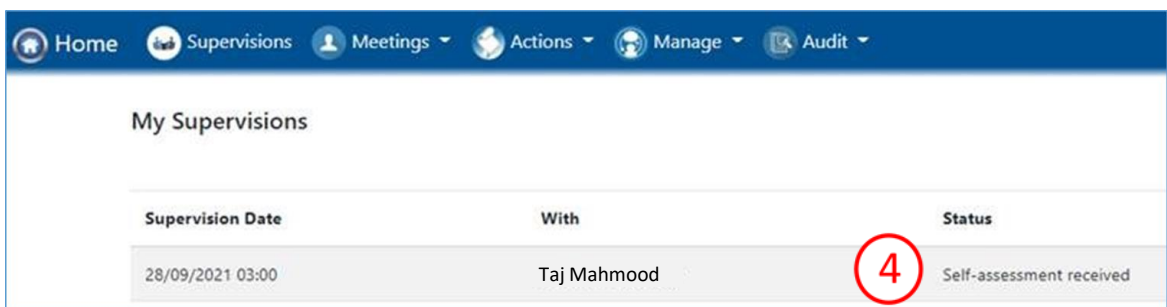 Home Supervisions Meetings Actions Manage Audit
My Supervisions
Supervision Date With Status
28/09/2021 03:00 Taj Mahmood 4 Self-assessment received